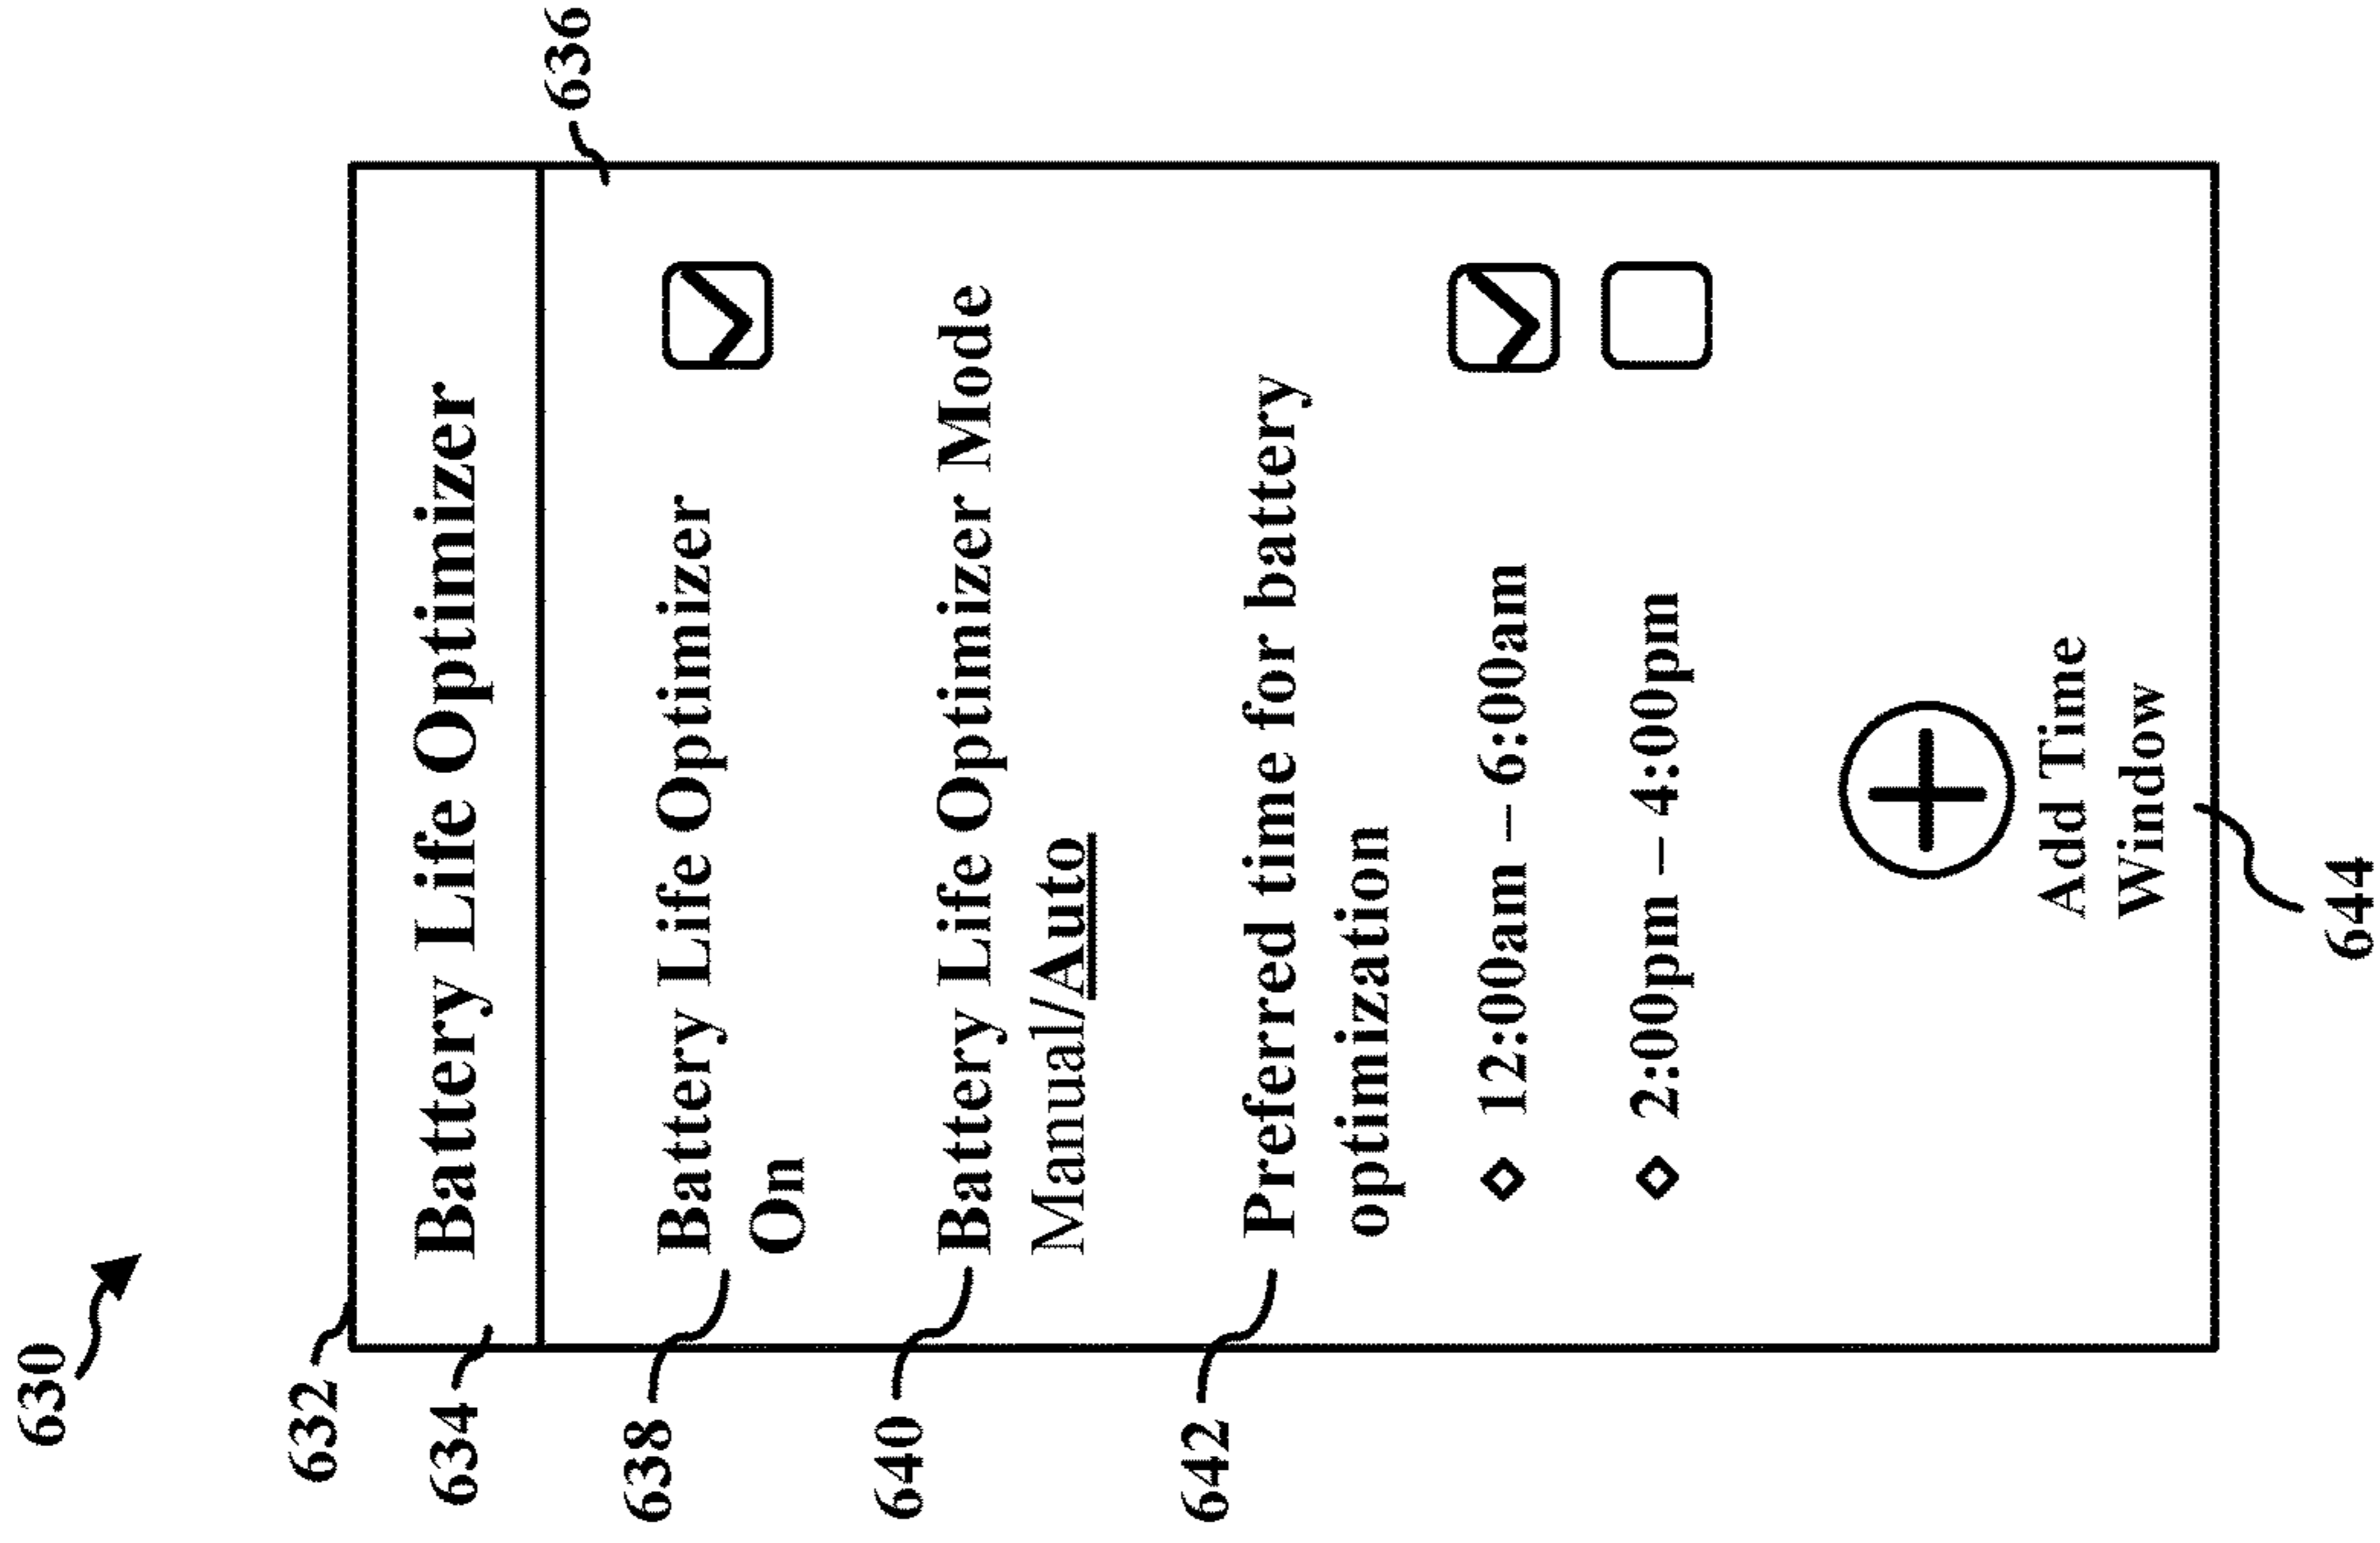 630
632
634
Battery Life Optimizer
636
638
Battery Life Optimizer
On
640
Battery Life Optimizer Mode
Manual/Auto
642
Preferred time for battery
optimization
12:00am – 6:00am
2:00pm – 4:00pm
Add Time
Window
644